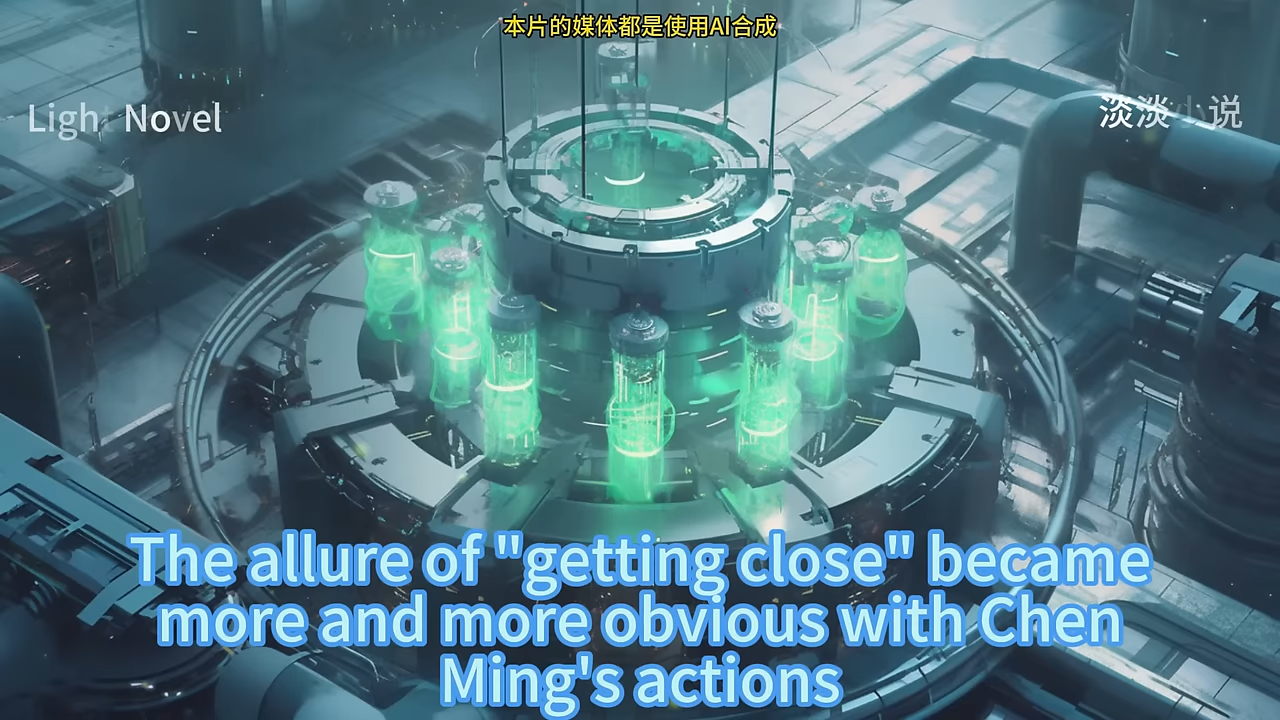 本片的媒体都是使用AI合成
Light Novel
淡淡小说
The allure of "getting close" became
more and more obvious with Chen
Ming's actions